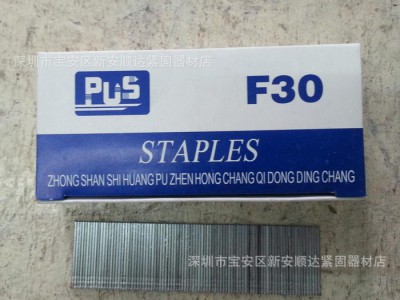 深圳市宝安区新安顺达紧固器材店
PUS
F30
STAPLES
ZHONG SHAN SHI HUANG PU ZHEN HONG CHANG QI DONG DING CHANG
深圳市宝安区新安顺达紧固器材店